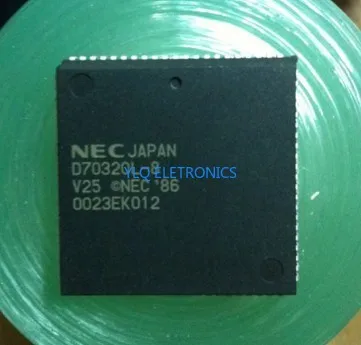 NEC JAPAN
D70320L-8
YLQ ELETRONICS
V25 ©NEC '86
0023EK012